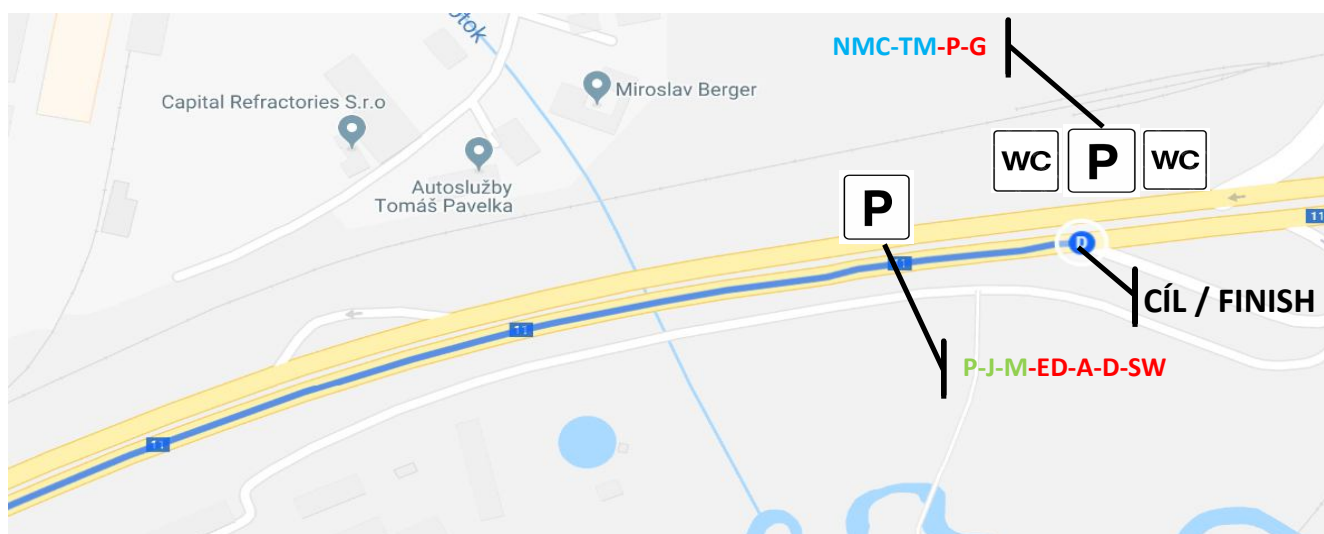 otok
NMC-TM-P-G
Miroslav Berger
Capital Refractories S.r.o
WC
P
WC
Autoslužby
Tomáš Pavelka
P
11
D
11
CÍL / FINISH
11
P-J-M-ED-A-D-SW
11